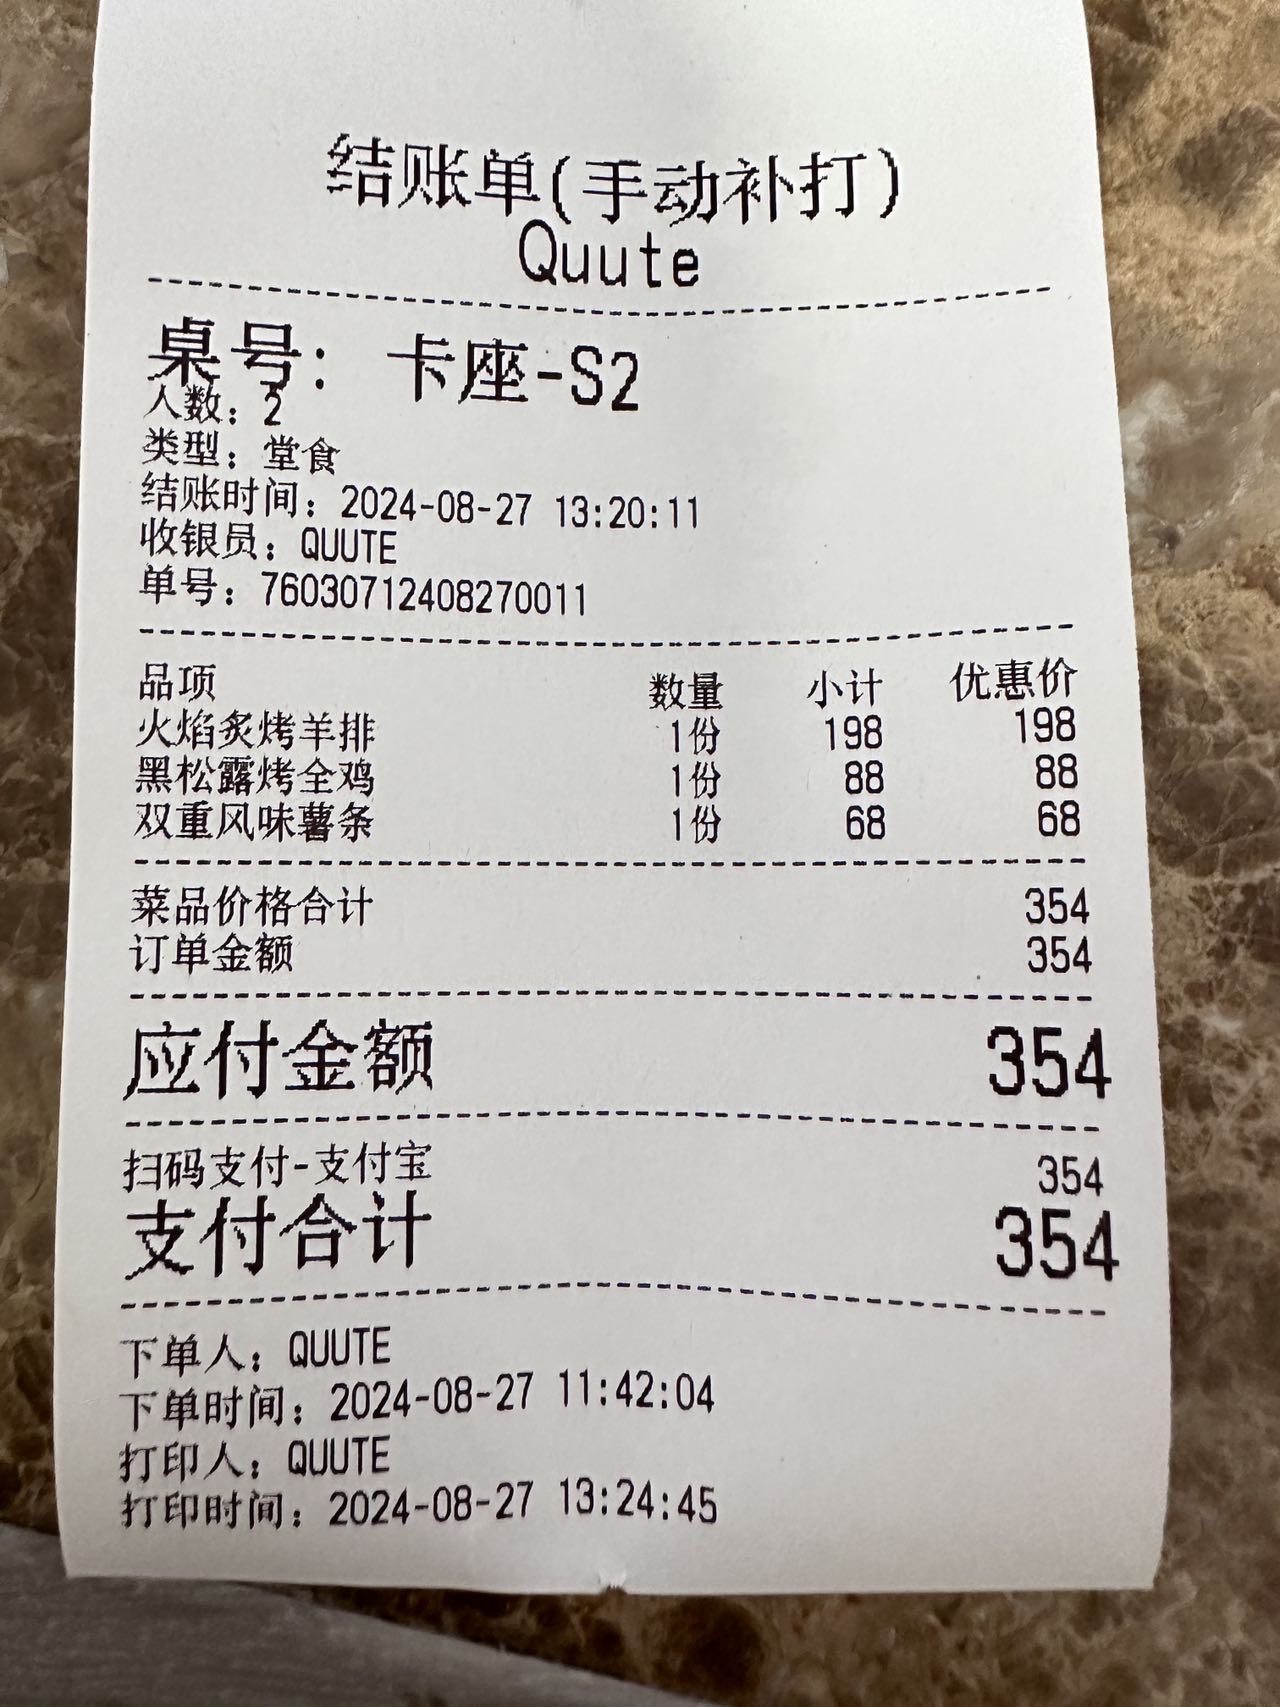 结账单(手动补打)
Quute
桌号: 卡座-S2
人数: 2
类型: 堂食
结账时间: 2024-08-27 13:20:11
收银员: QUUTE
单号: 76030712408270011
品项 数量 小计 优惠价
火焰炙烤羊排 1份 198 198
黑松露烤全鸡 1份 88 88
双重风味薯条 1份 68 68
菜品价格合计 354
订单金额 354
应付金额 354
扫码支付-支付宝 354
支付合计 354
下单人: QUUTE
下单时间: 2024-08-27 11:42:04
打印人: QUUTE
打印时间: 2024-08-27 13:24:45